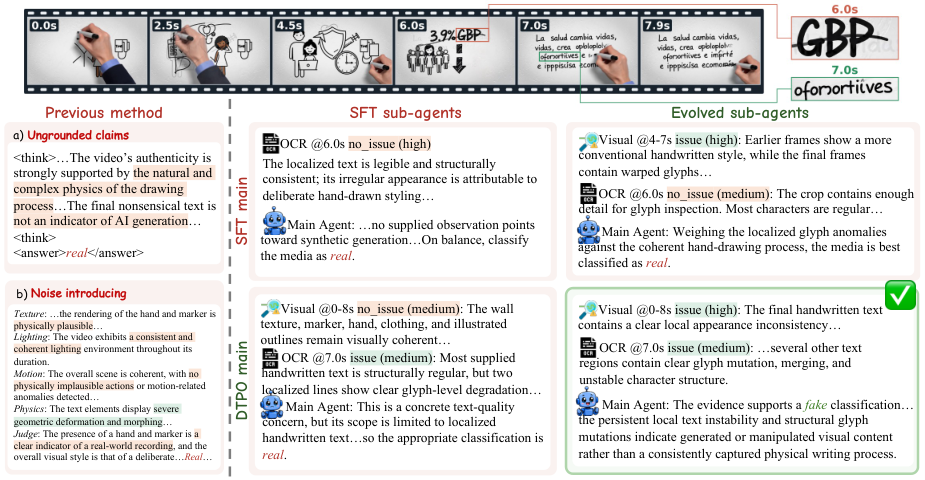 0.0s
2.5s
4.5s
6.0s
7.0s
7.9s
3.9% GBP
La salud cambia vidas,
vidas, crea opbloplol
ofornortiives e
e ipppisicsa econom
La salud cambia vidas,
vidas, crea opbloplol
ofornoortiives e imfrté
e ipppiscisa econom
6.0s
GBP
7.0s
ofornortiives
Previous method
SFT sub-agents
Evolved sub-agents
SFT main
DTPO main
a) Ungrounded claims
<think>…The video's authenticity is
strongly supported by the natural and
complex physics of the drawing
process…The final nonsensical text is
not an indicator of AI generation…
<think>
<answer>real</answer>
b) Noise introducing
Texture: …the rendering of the hand and marker is
physically plausible…
Lighting: The video exhibits a consistent and
coherent lighting environment throughout its
duration.
Motion: The overall scene is coherent, with no
physically implausible actions or motion-related
anomalies detected…
Physics: The text elements display severe
geometric deformation and morphing…
Judge: The presence of a hand and marker is a
clear indicator of a real-world recording, and the
overall visual style is that of a deliberate…Real…
OCR
OCR @6.0s no_issue (high)
The localized text is legible and structurally
consistent; its irregular appearance is attributable to
deliberate hand-drawn styling…
Main Agent: …no supplied observation points
toward synthetic generation…On balance, classify
the media as real.
Visual @4-7s issue (high): Earlier frames show a more
conventional handwritten style, while the final frames
contain warped glyphs…
OCR
OCR @6.0s no_issue (medium): The crop contains enough
detail for glyph inspection. Most characters are regular…
Main Agent: Weighing the localized glyph anomalies
against the coherent hand-drawing process, the media is best
classified as real.
Visual @0-8s no_issue (medium): The wall
texture, marker, hand, clothing, and illustrated
outlines remain visually coherent…
OCR
OCR @7.0s issue (medium): Most supplied
handwritten text is structurally regular, but two
localized lines show clear glyph-level degradation…
Main Agent: This is a concrete text-quality
concern, but its scope is limited to localized
handwritten text…so the appropriate classification is
real.
Visual @0-8s issue (high): The final handwritten text
contains a clear local appearance inconsistency…
OCR
OCR @7.0s issue (medium): …several other text
regions contain clear glyph mutation, merging, and
unstable character structure.
Main Agent: The evidence supports a fake classification…
the persistent local text instability and structural glyph
mutations indicate generated or manipulated visual content
rather than a consistently captured physical writing process.